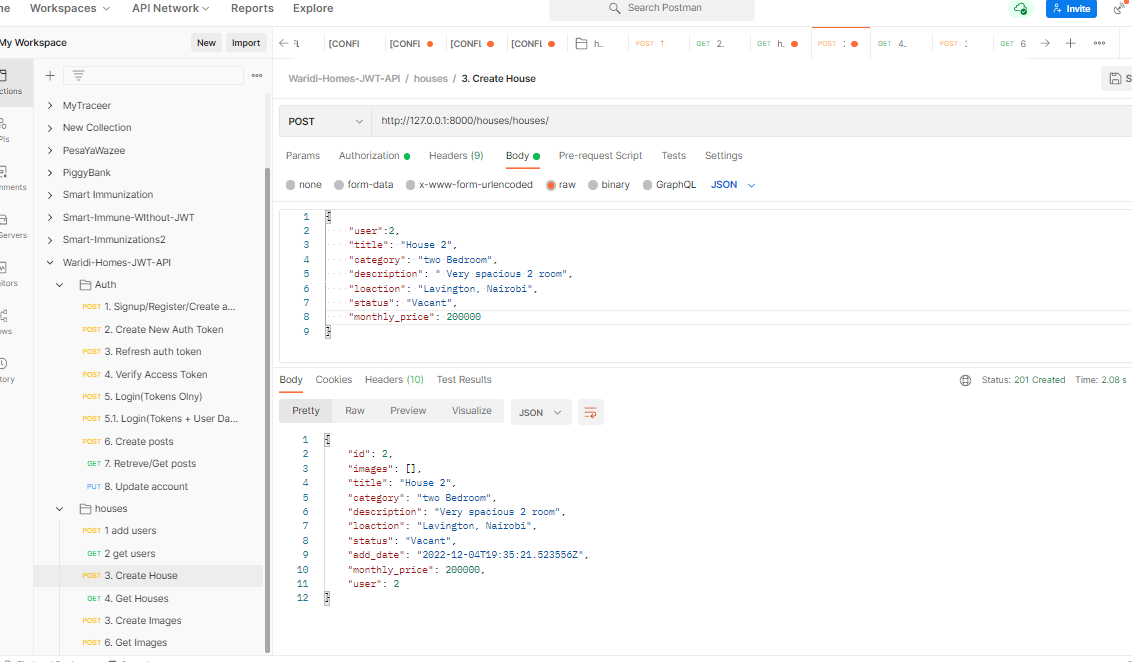 Workspaces API Network Reports Explore Search Postman Invite
My Workspace New Import
[CONFL [CONFL [CONFL [CONFL h.. POST 1 GET 2. GET h. POST : GET 4. POST : GET 6
Waridi-Homes-JWT-API / houses / 3. Create House
POST http://127.0.0.1:8000/houses/houses/
Params Authorization Headers (9) Body Pre-request Script Tests Settings
none form-data x-www-form-urlencoded raw binary GraphQL JSON
1 {
2 "user":2,
3 "title": "House 2",
4 "category": "two Bedroom",
5 "description": " Very spacious 2 room",
6 "loaction": "Lavington, Nairobi",
7 "status": "Vacant",
8 "monthly_price": 200000
9 }
Body Cookies Headers (10) Test Results Status: 201 Created Time: 2.08 s
Pretty Raw Preview Visualize JSON
1 {
2 "id": 2,
3 "images": [],
4 "title": "House 2",
5 "category": "two Bedroom",
6 "description": "Very spacious 2 room",
7 "loaction": "Lavington, Nairobi",
8 "status": "Vacant",
9 "add_date": "2022-12-04T19:35:21.523556Z",
10 "monthly_price": 200000,
11 "user": 2
12 }
MyTraceer
New Collection
PesaYaWazee
PiggyBank
Smart Immunization
Smart-Immune-WIthout-JWT
Smart-Immunizations2
Waridi-Homes-JWT-API
Auth
POST 1. Signup/Register/Create a...
POST 2. Create New Auth Token
POST 3. Refresh auth token
POST 4. Verify Access Token
POST 5. Login(Tokens Olny)
POST 5.1. Login(Tokens + User Da...
POST 6. Create posts
GET 7. Retreve/Get posts
PUT 8. Update account
houses
POST 1 add users
GET 2 get users
POST 3. Create House
GET 4. Get Houses
POST 3. Create Images
POST 6. Get Images